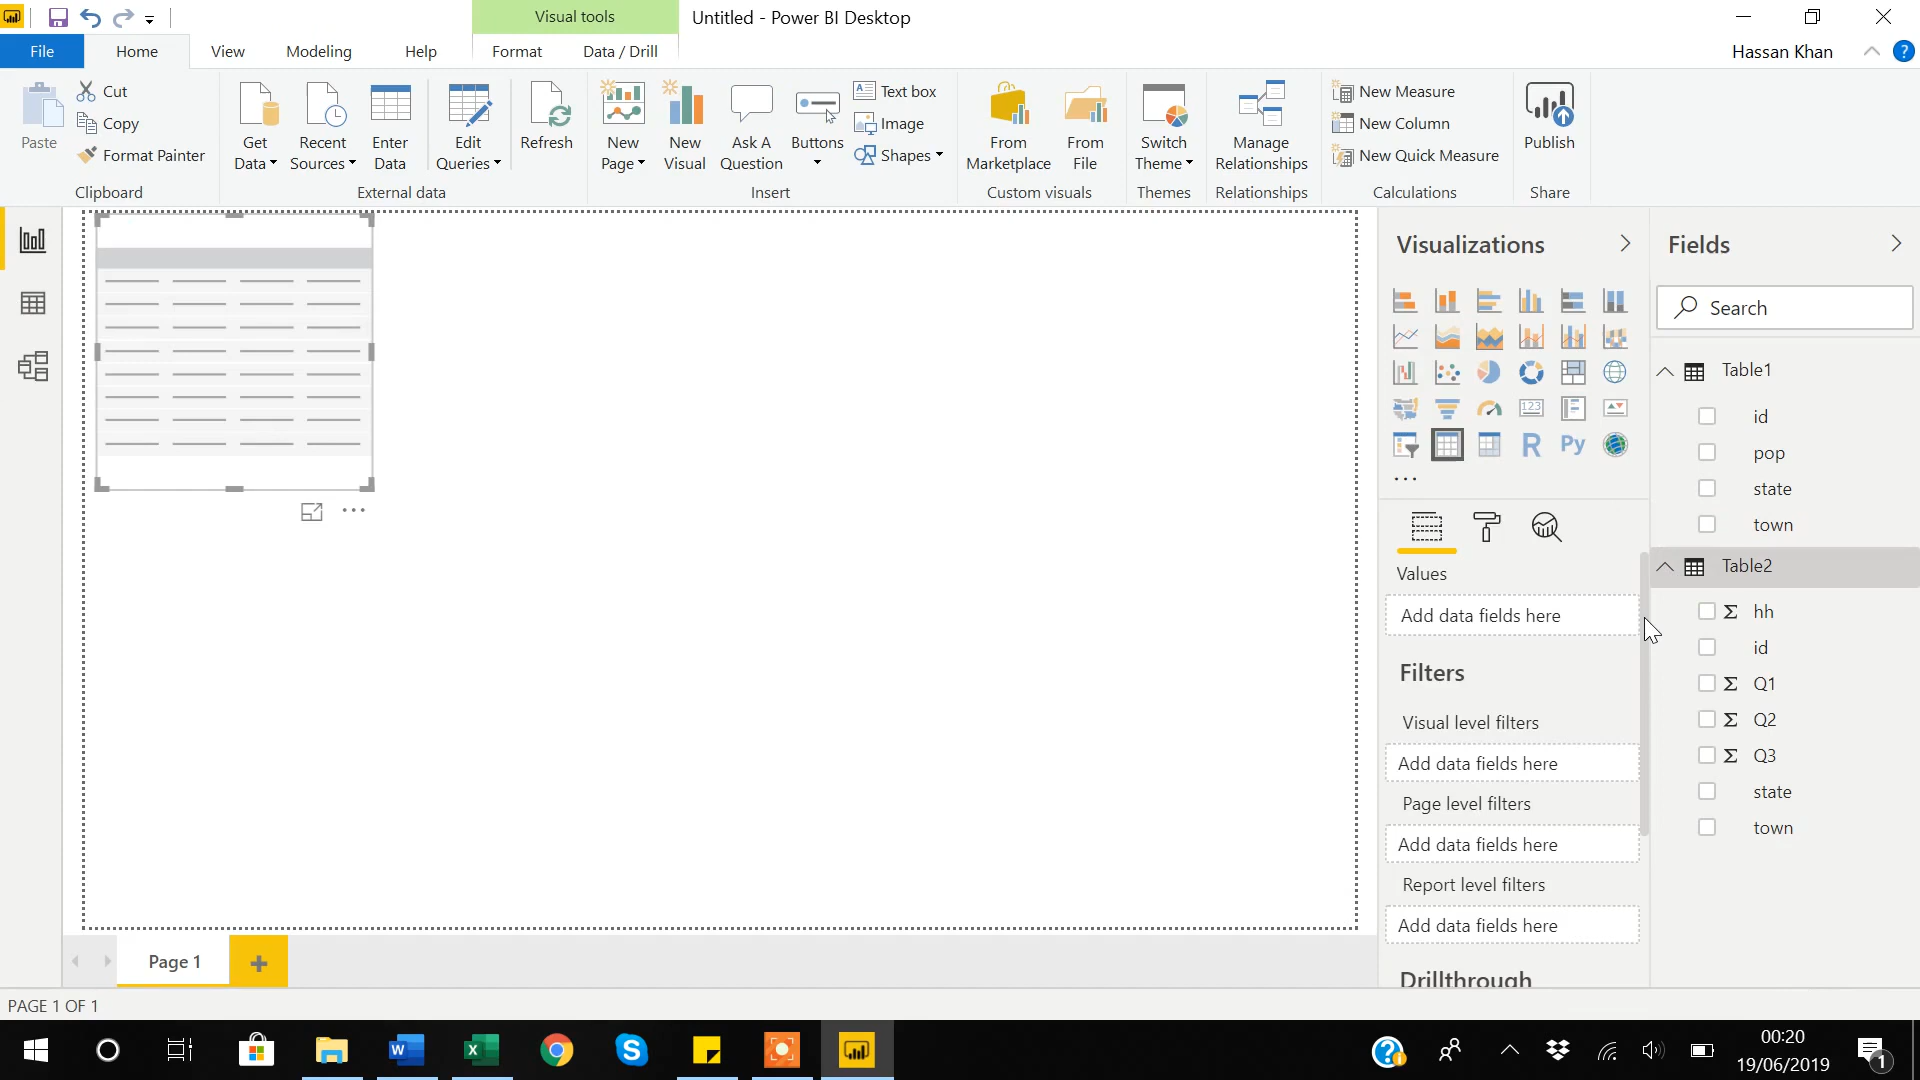 Visual tools
Untitled - Power BI Desktop
File
Home
View
Modeling
Help
Format
Data / Drill
Hassan Khan
?
Paste
Cut
Copy
Format Painter
Clipboard
Get Data
Recent Sources
Enter Data
Edit Queries
External data
Refresh
New Page
New Visual
Ask A Question
Buttons
Text box
Image
Shapes
Insert
From Marketplace
From File
Custom visuals
Switch Theme
Themes
Manage Relationships
Relationships
New Measure
New Column
New Quick Measure
Calculations
Publish
Share
Visualizations
123
R
Py
Values
Add data fields here
Filters
Visual level filters
Add data fields here
Page level filters
Add data fields here
Report level filters
Add data fields here
Drillthrough
Fields
Search
Table1
id
pop
state
town
Table2
Σ hh
id
Σ Q1
Σ Q2
Σ Q3
state
town
Page 1
PAGE 1 OF 1
00:20
19/06/2019
1